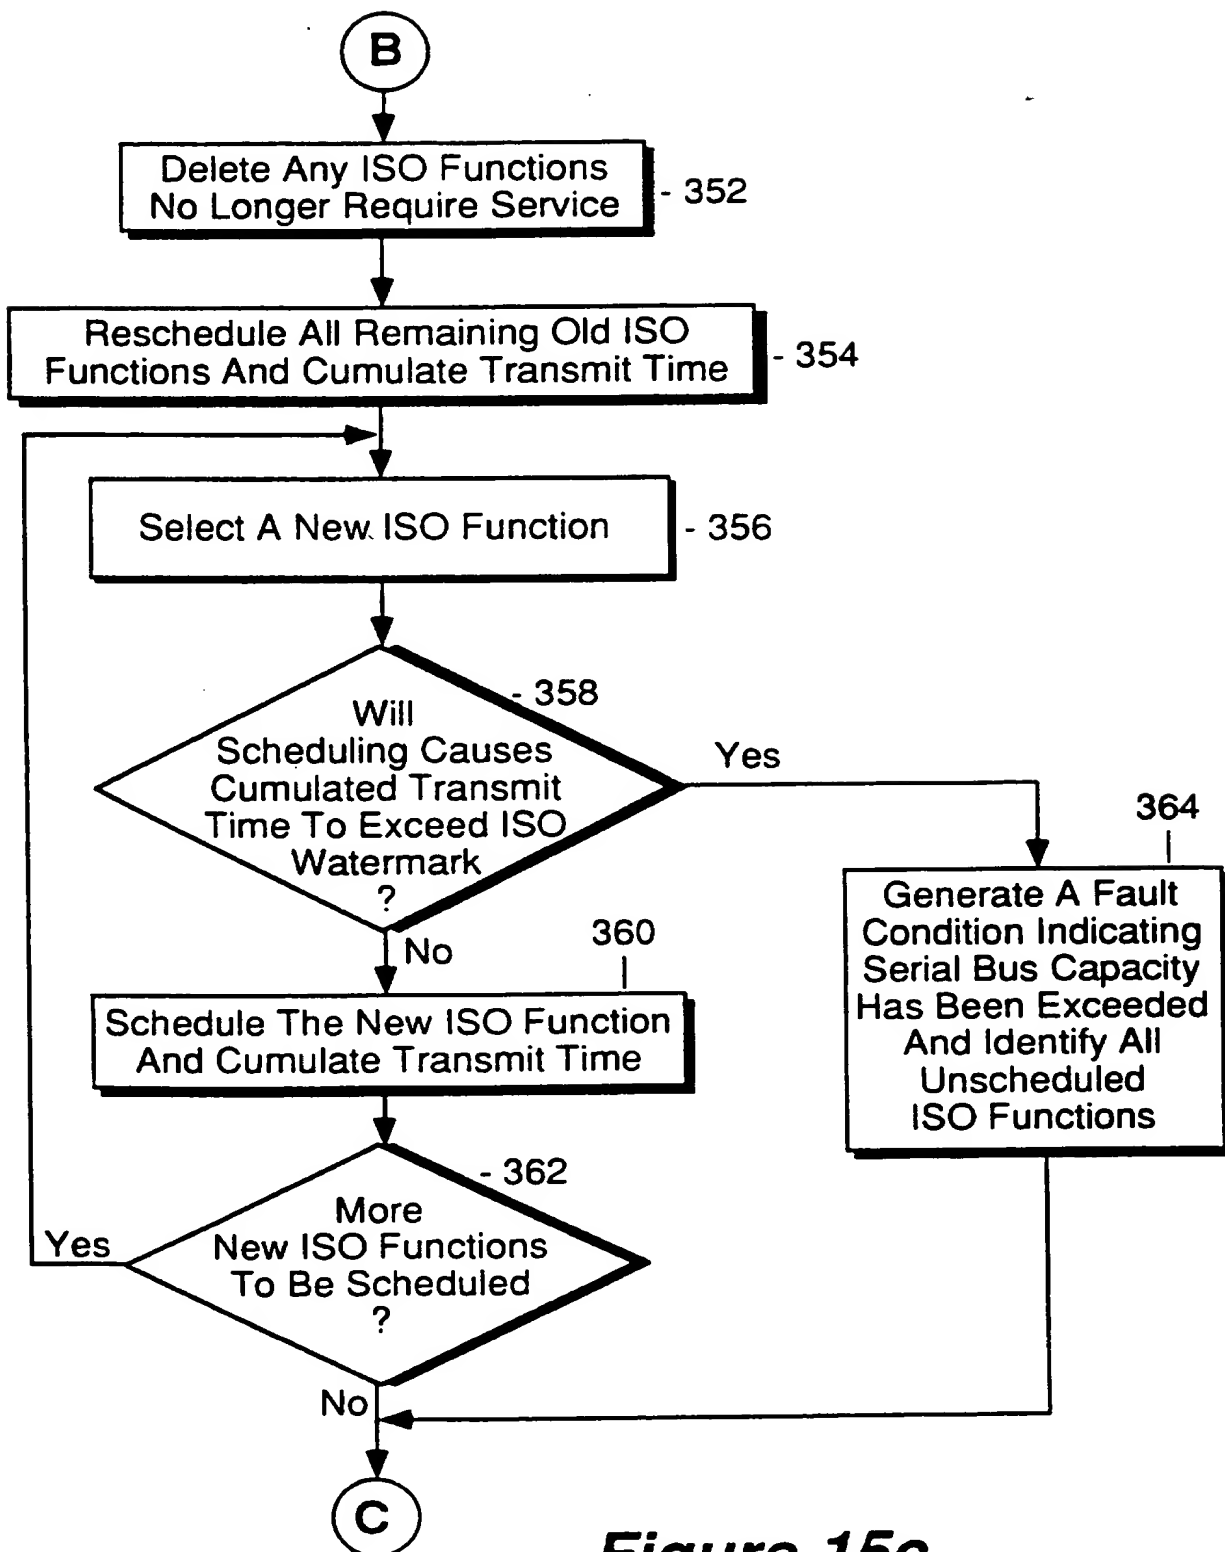 B
Delete Any ISO Functions
No Longer Require Service
- 352
Reschedule All Remaining Old ISO
Functions And Cumulate Transmit Time
- 354
Select A New ISO Function
- 356
- 358
Will
Scheduling Causes
Cumulated Transmit
Time To Exceed ISO
Watermark
?
Yes
364
Generate A Fault
Condition Indicating
Serial Bus Capacity
Has Been Exceeded
And Identify All
Unscheduled
ISO Functions
No
360
Schedule The New ISO Function
And Cumulate Transmit Time
- 362
More
New ISO Functions
To Be Scheduled
?
Yes
No
C
Figure 15c